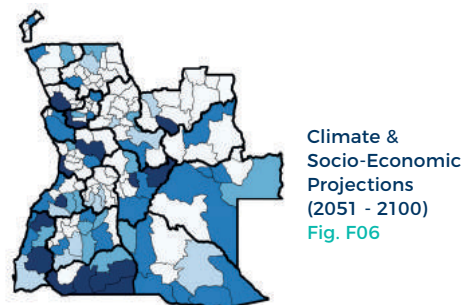 Climate &
Socio-Economic
Projections
(2051 - 2100)
Fig. F06